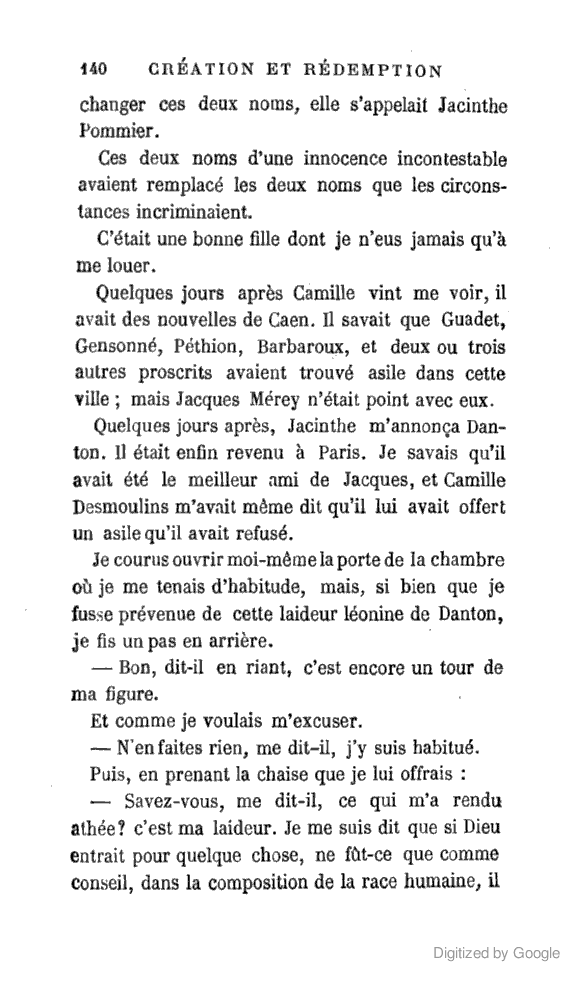 140 CRÉATION ET RÉDEMPTION
changer ces deux noms, elle s'appelait Jacinthe
Pommier.
Ces deux noms d'une innocence incontestable
avaient remplacé les deux noms que les circons-
tances incriminaient.
C'était une bonne fille dont je n'eus jamais qu'à
me louer.
Quelques jours après Camille vint me voir, il
avait des nouvelles de Caen. Il savait que Guadet,
Gensonné, Péthion, Barbaroux, et deux ou trois
autres proscrits avaient trouvé asile dans cette
ville ; mais Jacques Mérey n'était point avec eux.
Quelques jours après, Jacinthe m'annonça Dan-
ton. Il était enfin revenu à Paris. Je savais qu'il
avait été le meilleur ami de Jacques, et Camille
Desmoulins m'avait même dit qu'il lui avait offert
un asile qu'il avait refusé.
Je courus ouvrir moi-même la porte de la chambre
où je me tenais d'habitude, mais, si bien que je
fusse prévenue de cette laideur léonine de Danton,
je fis un pas en arrière.
— Bon, dit-il en riant, c'est encore un tour de
ma figure.
Et comme je voulais m'excuser.
— N'en faites rien, me dit-il, j'y suis habitué.
Puis, en prenant la chaise que je lui offrais :
— Savez-vous, me dit-il, ce qui m'a rendu
athée? c'est ma laideur. Je me suis dit que si Dieu
entrait pour quelque chose, ne fût-ce que comme
conseil, dans la composition de la race humaine, il
Digitized by Google